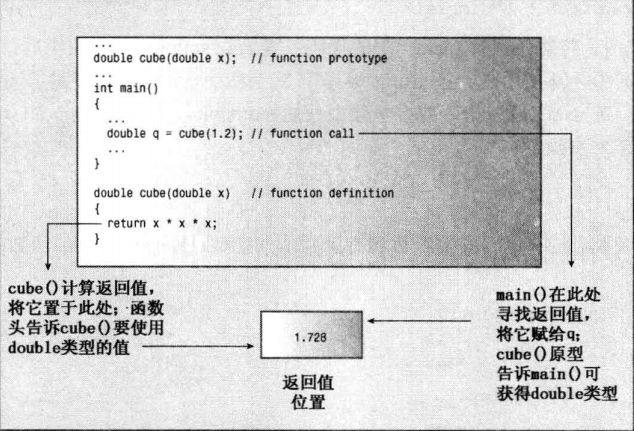 ...
double cube(double x);  // function prototype
...
int main()
{
...
double q = cube(1.2); // function call
...
}
double cube(double x)  // function definition
{
return x * x * x;
}
cube()计算返回值，
将它置于此处；函数
头告诉cube()要使用
double类型的值
1.728
返回值
位置
main()在此处
寻找返回值，
将它赋给q；
cube()原型
告诉main()可
获得double类型